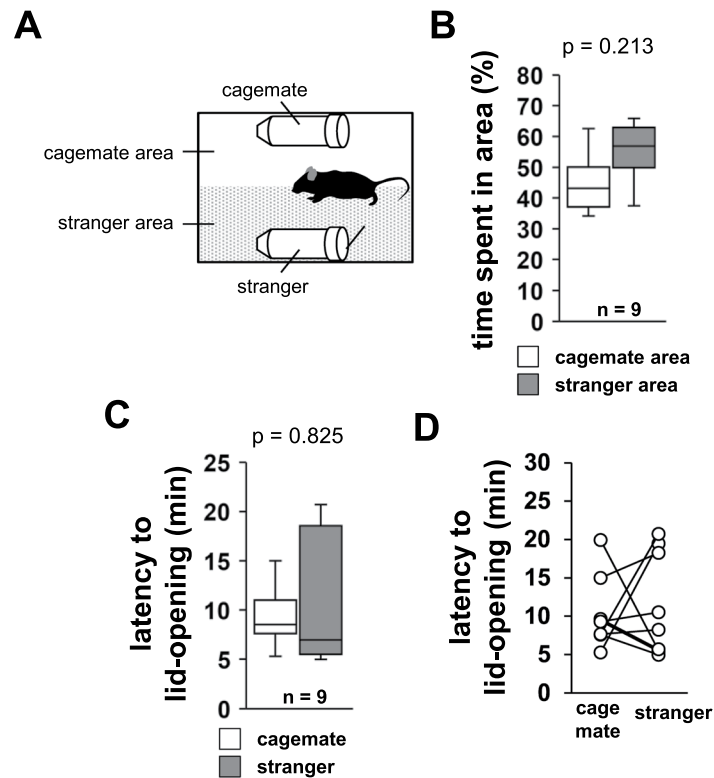 A
cagemate
cagemate area
stranger area
stranger
B
p = 0.213
time spent in area (%)
80
70
60
50
40
30
20
10
0
n = 9
cagemate area
stranger area
C
p = 0.825
latency to
lid-opening (min)
25
20
15
10
5
0
n = 9
cagemate
stranger
D
latency to
lid-opening (min)
30
25
20
15
10
5
0
cage
mate
stranger